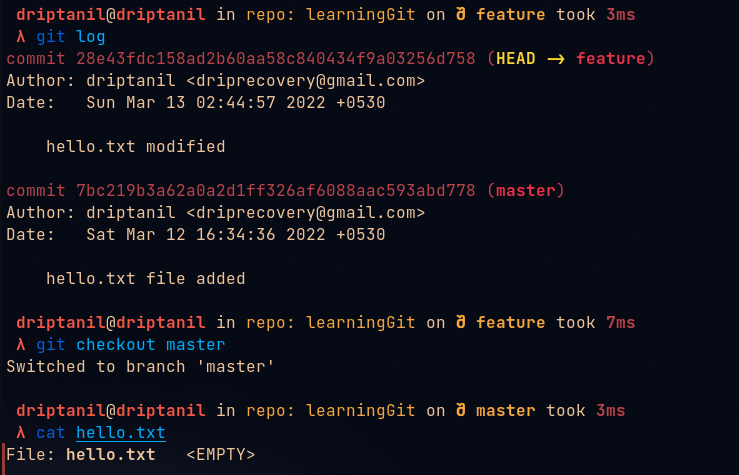 driptanil@driptanil in repo: learningGit on feature took 3ms
λ git log
commit 28e43fdc158ad2b60aa58c840434f9a03256d758 (HEAD -> feature)
Author: driptanil <driprecovery@gmail.com>
Date:   Sun Mar 13 02:44:57 2022 +0530
hello.txt modified
commit 7bc219b3a62a0a2d1ff326af6088aac593abd778 (master)
Author: driptanil <driprecovery@gmail.com>
Date:   Sat Mar 12 16:34:36 2022 +0530
hello.txt file added
driptanil@driptanil in repo: learningGit on feature took 7ms
λ git checkout master
Switched to branch 'master'
driptanil@driptanil in repo: learningGit on master took 3ms
λ cat hello.txt
File: hello.txt   <EMPTY>